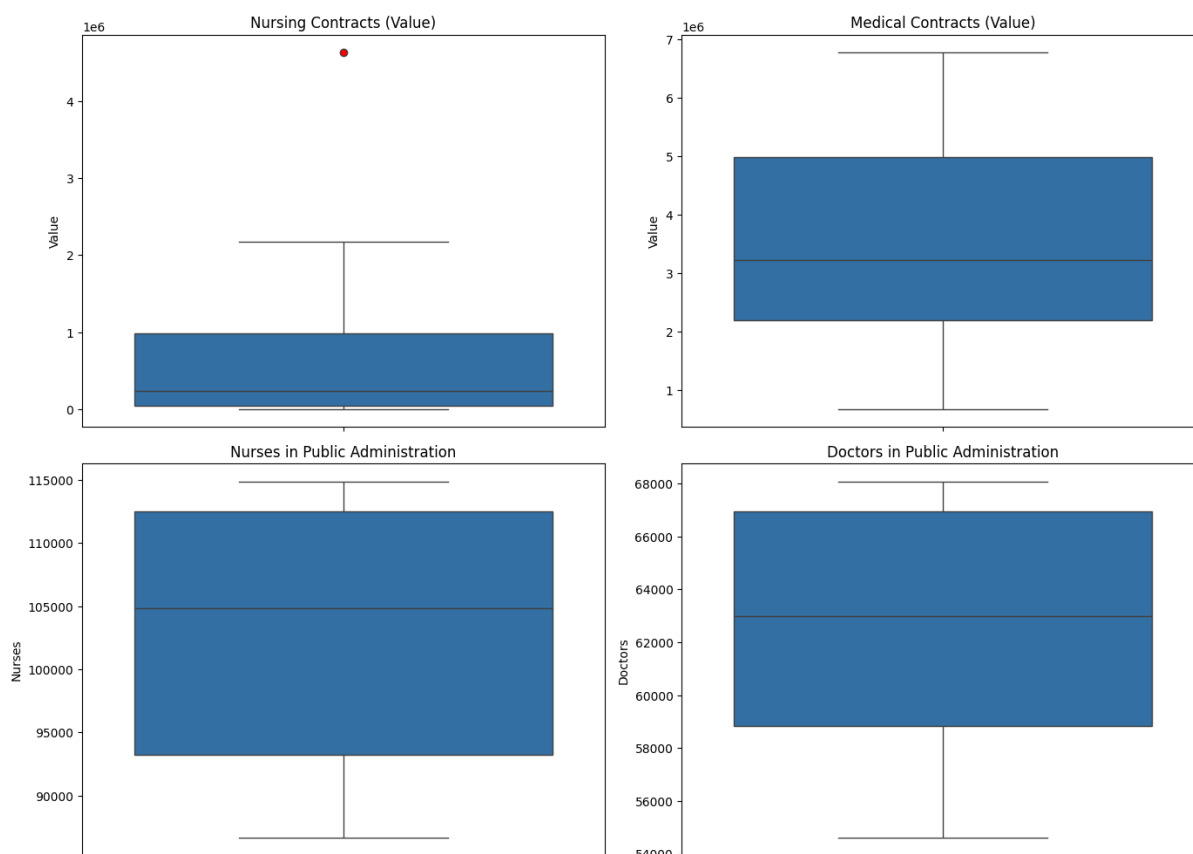 Nursing Contracts (Value)
1e6
4
3
2
1
0
Value
Medical Contracts (Value)
1e6
7
6
5
4
3
2
1
Value
Nurses in Public Administration
115000
110000
105000
100000
95000
90000
Nurses
Doctors in Public Administration
68000
66000
64000
62000
60000
58000
56000
54000
Doctors